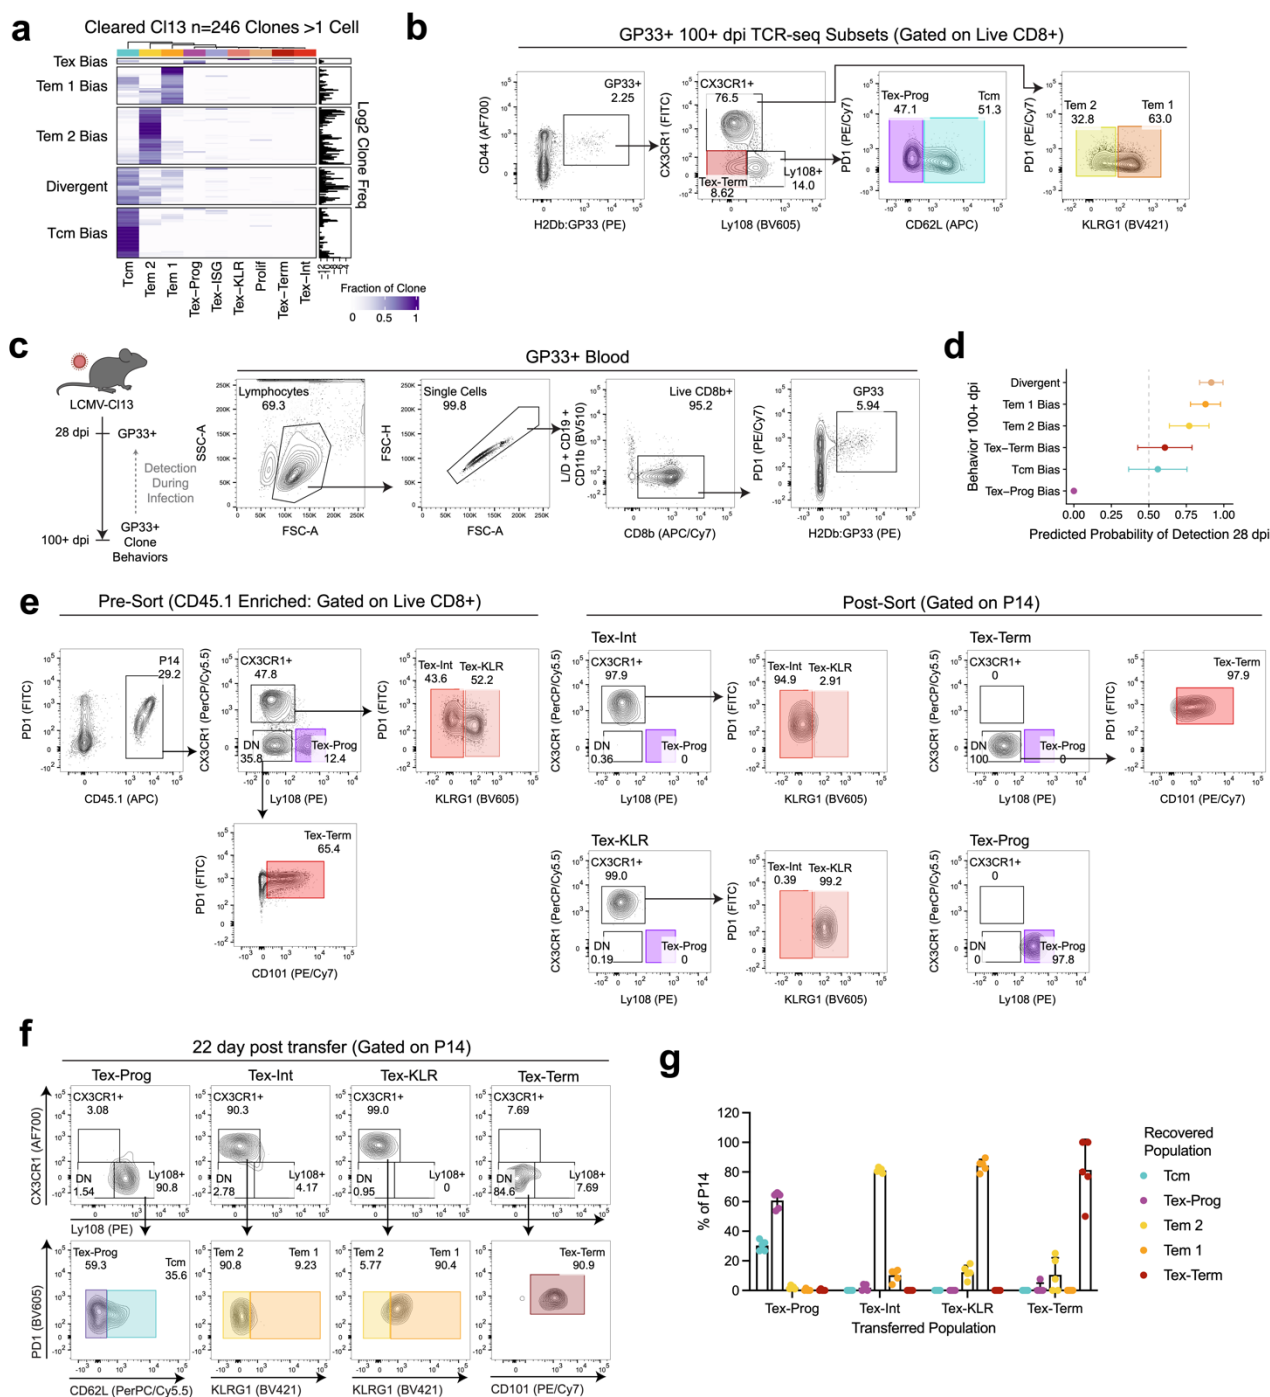 a
Cleared Cl13 n=246 Clones >1 Cell
Tex Bias
Tem 1 Bias
Tem 2 Bias
Divergent
Tcm Bias
Log2 Clone Freq
Tcm
Tem 2
Tem 1
Tex-Prog
Tex-ISG
Tex-KLR
Prolif
Tex-Term
Tex-Int
Fraction of Clone
0 0.5 1
b
GP33+ 100+ dpi TCR-seq Subsets (Gated on Live CD8+)
GP33+
2.25
CD44 (AF700)
H2Db:GP33 (PE)
CX3CR1+
76.5
CX3CR1 (FITC)
Tex-Term
8.62
Ly108+
14.0
Ly108 (BV605)
Tex-Prog
47.1
Tcm
51.3
PD1 (PE/Cy7)
CD62L (APC)
Tem 2
32.8
Tem 1
63.0
PD1 (PE/Cy7)
KLRG1 (BV421)
c
LCMV-Cl13
28 dpi
GP33+
Detection
During
Infection
GP33+
Clone
Behaviors
100+ dpi
GP33+ Blood
Lymphocytes
69.3
SSC-A
FSC-A
Single Cells
99.8
FSC-H
FSC-A
Live CD8b+
95.2
L/D + CD19 +
CD11b (BV510)
CD8b (APC/Cy7)
GP33
5.94
PD1 (PE/Cy7)
H2Db:GP33 (PE)
d
Behavior 100+ dpi
Divergent
Tem 1 Bias
Tem 2 Bias
Tex-Term Bias
Tcm Bias
Tex-Prog Bias
0.00 0.25 0.50 0.75 1.00
Predicted Probability of Detection 28 dpi
e
Pre-Sort (CD45.1 Enriched: Gated on Live CD8+)
P14
29.2
PD1 (FITC)
CD45.1 (APC)
CX3CR1+
47.8
CX3CR1 (PerCP/Cy5.5)
DN
35.8
Tex-Prog
12.4
Ly108 (PE)
Tex-Int
43.6
Tex-KLR
52.2
PD1 (FITC)
KLRG1 (BV605)
Tex-Term
65.4
PD1 (FITC)
CD101 (PE/Cy7)
Post-Sort (Gated on P14)
Tex-Int
CX3CR1+
97.9
CX3CR1 (PerCP/Cy5.5)
DN
0.36
Tex-Prog
0
Ly108 (PE)
Tex-Int
94.9
Tex-KLR
2.91
PD1 (FITC)
KLRG1 (BV605)
Tex-Term
CX3CR1+
0
CX3CR1 (PerCP/Cy5.5)
DN
100
Tex-Prog
0
Ly108 (PE)
Tex-Term
97.9
PD1 (FITC)
CD101 (PE/Cy7)
Tex-KLR
CX3CR1+
99.0
CX3CR1 (PerCP/Cy5.5)
DN
0.19
Tex-Prog
0
Ly108 (PE)
Tex-Int
0.39
Tex-KLR
99.2
PD1 (FITC)
KLRG1 (BV605)
Tex-Prog
CX3CR1+
0
CX3CR1 (PerCP/Cy5.5)
DN
0
Tex-Prog
97.8
Ly108 (PE)
f
22 day post transfer (Gated on P14)
Tex-Prog
Tex-Int
Tex-KLR
Tex-Term
CX3CR1 (AF700)
CX3CR1+
3.08
DN
1.54
Ly108+
90.8
CX3CR1+
90.3
DN
2.78
Ly108+
4.17
CX3CR1+
99.0
DN
0.95
Ly108+
0
CX3CR1+
7.69
DN
84.6
Ly108+
7.69
Ly108 (PE)
PD1 (BV605)
Tex-Prog
59.3
Tcm
35.6
CD62L (PerPC/Cy5.5)
Tem 2
90.8
Tem 1
9.23
KLRG1 (BV421)
Tem 2
5.77
Tem 1
90.4
KLRG1 (BV421)
Tex-Term
90.9
CD101 (PE/Cy7)
g
% of P14
120
100
80
60
40
20
0
Tex-Prog
Tex-Int
Tex-KLR
Tex-Term
Transferred Population
Recovered
Population
Tcm
Tex-Prog
Tem 2
Tem 1
Tex-Term